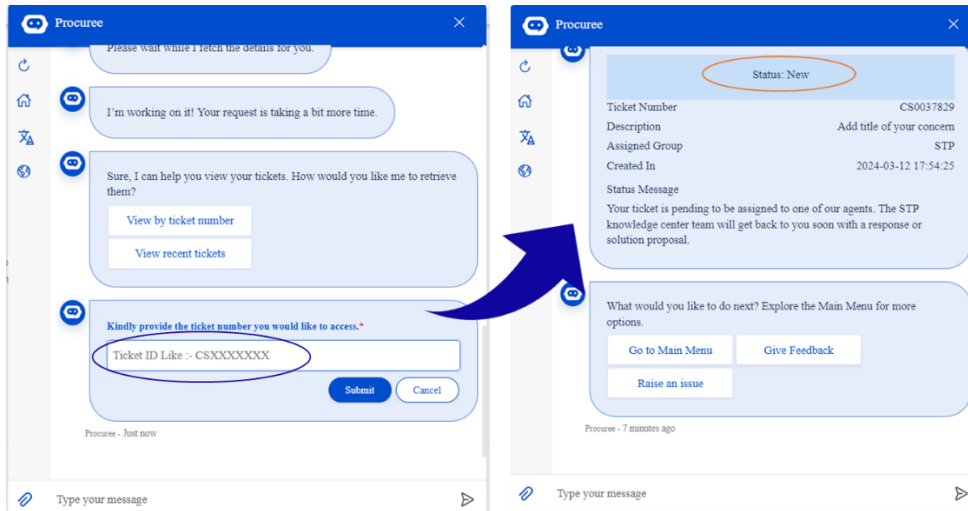 Procuree
Please wait while I fetch the details for you.
I'm working on it! Your request is taking a bit more time.
Sure, I can help you view your tickets. How would you like me to retrieve
them?
View by ticket number
View recent tickets
Kindly provide the ticket number you would like to access.*
Ticket ID Like :- CSXXXXXXX
Submit
Cancel
Procuree - Just now
Type your message
Procuree
Status: New
Ticket Number CS0037829
Description Add title of your concern
Assigned Group STP
Created In 2024-03-12 17:54:25
Status Message
Your ticket is pending to be assigned to one of our agents. The STP
knowledge center team will get back to you soon with a response or
solution proposal.
What would you like to do next? Explore the Main Menu for more
options.
Go to Main Menu
Give Feedback
Raise an issue
Procuree - 7 minutes ago
Type your message